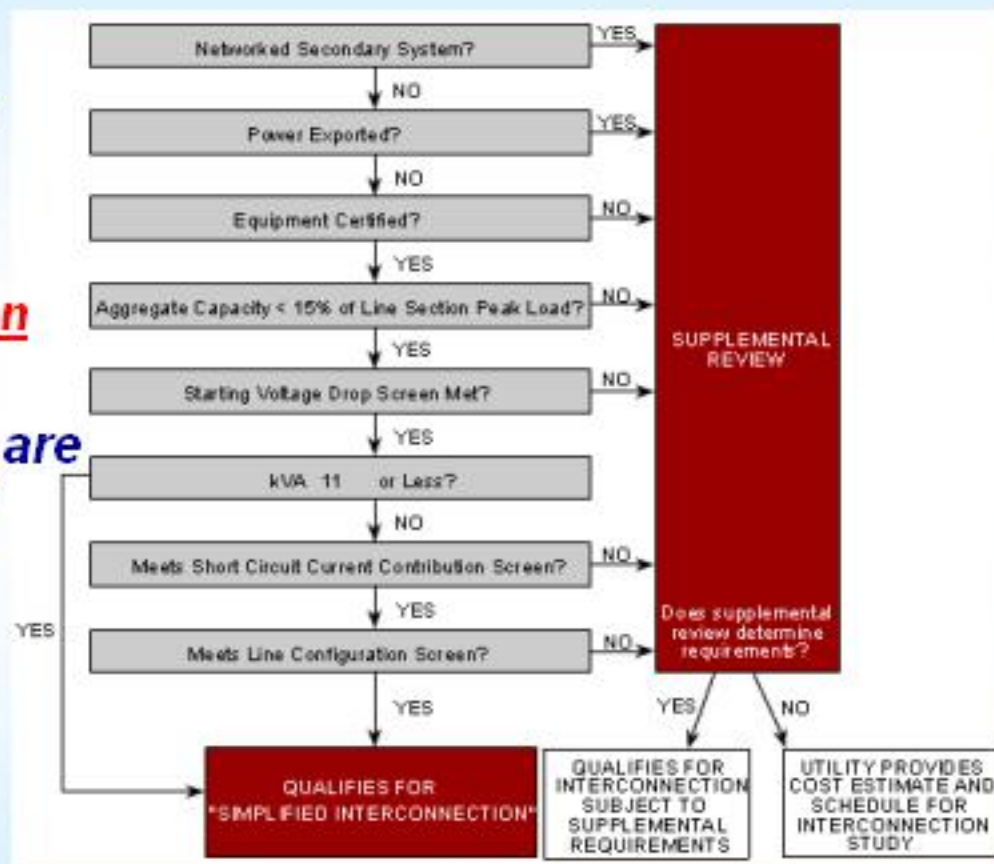 Networked Secondary System?
YES
NO
Power Exported?
YES
NO
Equipment Certified?
NO
YES
n
Aggregate Capacity < 15% of Line Section Peak Load?
NO
YES
Starting Voltage Drop Screen Met?
NO
YES
are
kVA 11 or Less?
NO
Meets Short Circuit Current Contribution Screen?
NO
YES
YES
Meets Line Configuration Screen?
NO
YES
SUPPLEMENTAL
REVIEW
Does supplemental
review determine
requirements?
YES
NO
QUALIFIES FOR
"SIMPLIFIED INTERCONNECTION"
QUALIFIES FOR
INTERCONNECTION
SUBJECT TO
SUPPLEMENTAL
REQUIREMENTS
UTILITY PROVIDES
COST ESTIMATE AND
SCHEDULE FOR
INTERCONNECTION
STUDY